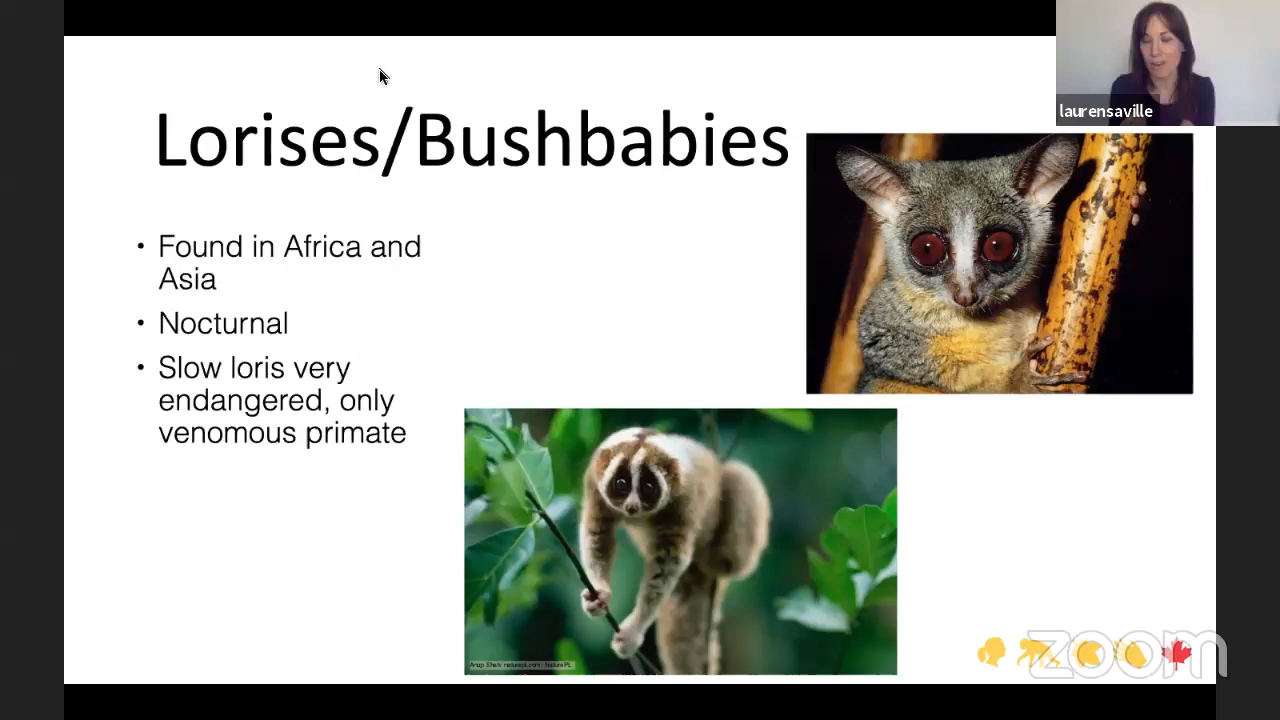 laurensaville
Lorises/Bushbabies
• Found in Africa and
Asia
• Nocturnal
• Slow loris very
endangered, only
venomous primate
zoom